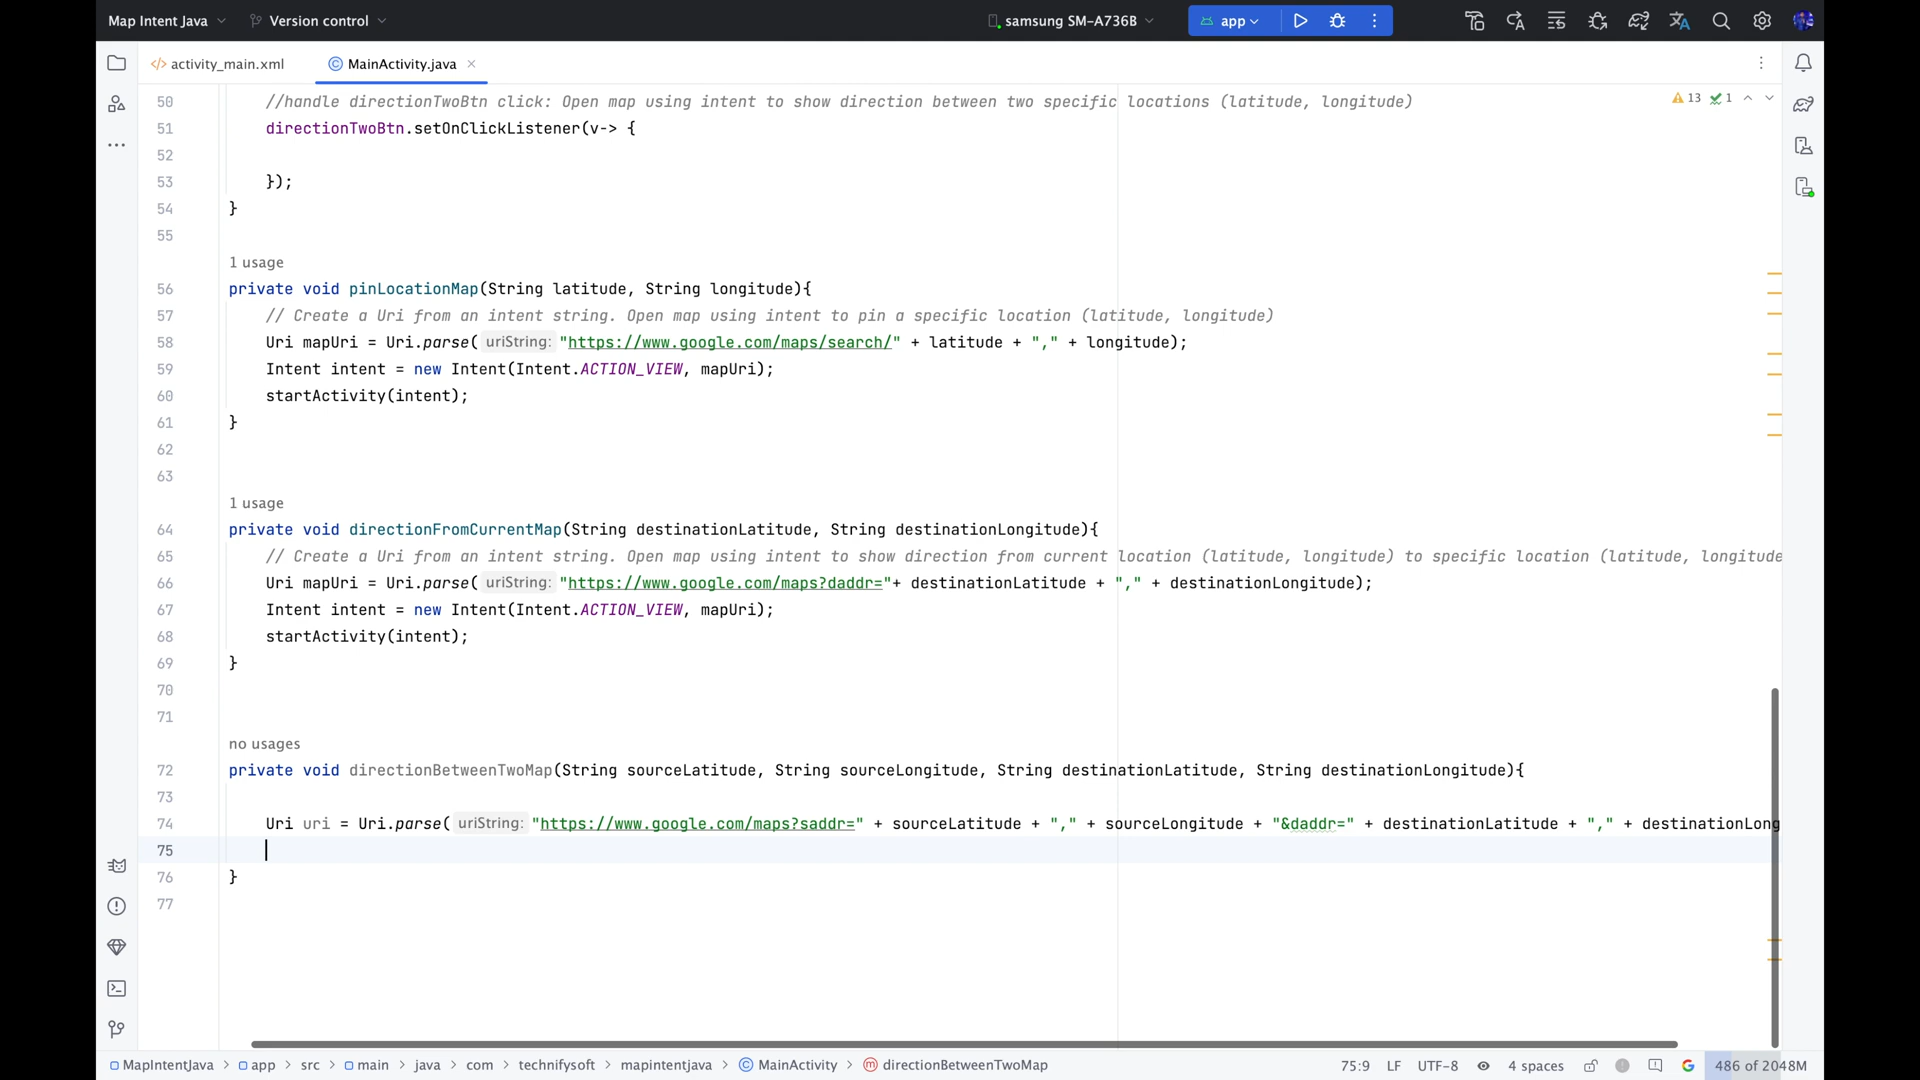 Map Intent Java
Version control
samsung SM-A736B
app
activity_main.xml
MainActivity.java
13
1
50 //handle directionTwoBtn click: Open map using intent to show direction between two specific locations (latitude, longitude)
51 directionTwoBtn.setOnClickListener(v-> {
52
53 });
54 }
55
1 usage
56 private void pinLocationMap(String latitude, String longitude){
57 // Create a Uri from an intent string. Open map using intent to pin a specific location (latitude, longitude)
58 Uri mapUri = Uri.parse( uriString: "https://www.google.com/maps/search/" + latitude + "," + longitude);
59 Intent intent = new Intent(Intent.ACTION_VIEW, mapUri);
60 startActivity(intent);
61 }
62
63
1 usage
64 private void directionFromCurrentMap(String destinationLatitude, String destinationLongitude){
65 // Create a Uri from an intent string. Open map using intent to show direction from current location (latitude, longitude) to specific location (latitude, longitude
66 Uri mapUri = Uri.parse( uriString: "https://www.google.com/maps?daddr="+ destinationLatitude + "," + destinationLongitude);
67 Intent intent = new Intent(Intent.ACTION_VIEW, mapUri);
68 startActivity(intent);
69 }
70
71
no usages
72 private void directionBetweenTwoMap(String sourceLatitude, String sourceLongitude, String destinationLatitude, String destinationLongitude){
73
74 Uri uri = Uri.parse( uriString: "https://www.google.com/maps?saddr=" + sourceLatitude + "," + sourceLongitude + "&daddr=" + destinationLatitude + "," + destinationLong
75
76 }
77
MapIntentJava > app > src > main > java > com > technifysoft > mapintentjava > MainActivity > directionBetweenTwoMap
75:9 LF UTF-8 4 spaces 486 of 2048M